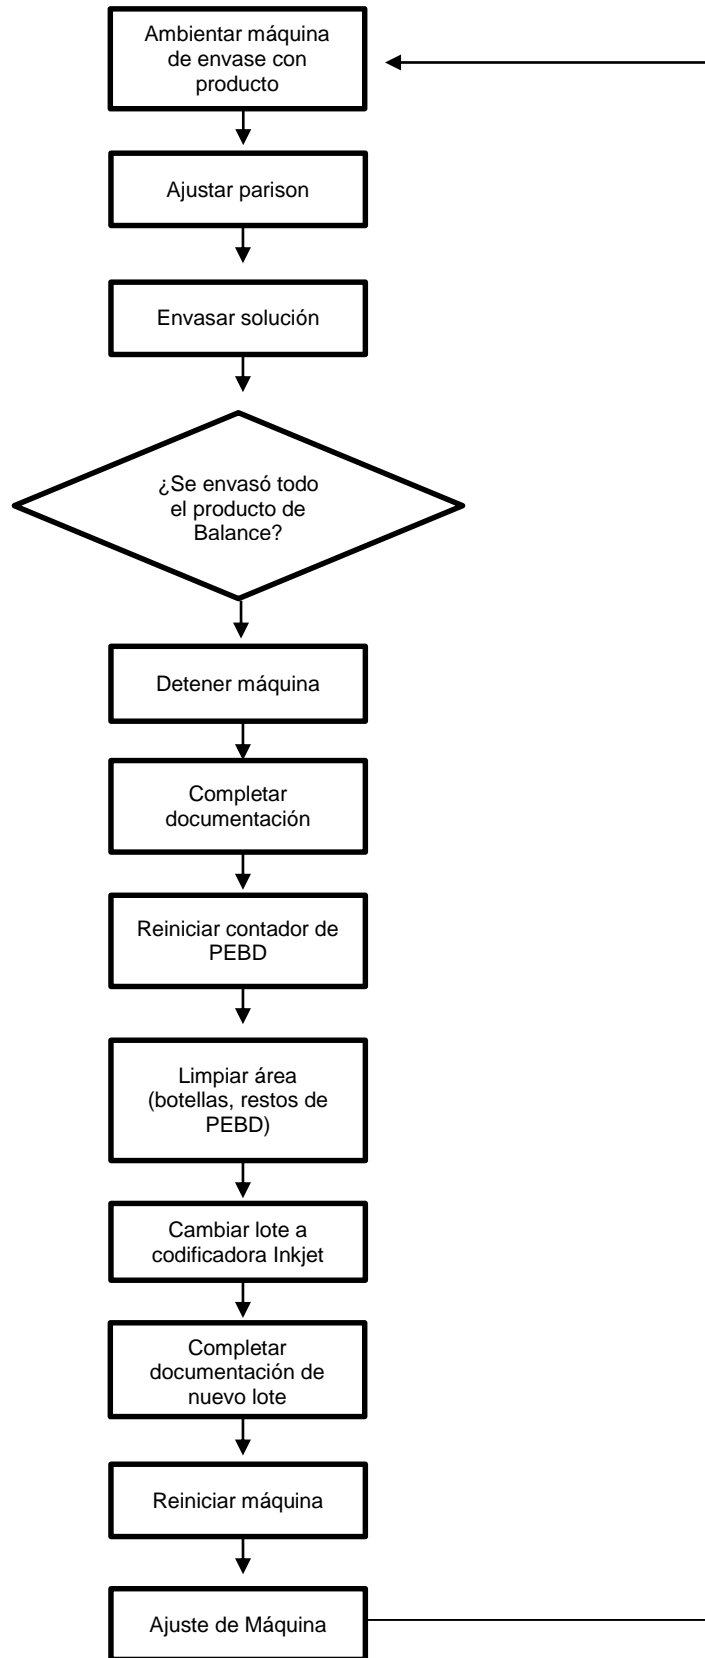 Ambientar máquina
de envase con
producto
Ajustar parison
Envasar solución
¿Se envasó todo
el producto de
Balance?
Detener máquina
Completar
documentación
Reiniciar contador de
PEBD
Limpiar área
(botellas, restos de
PEBD)
Cambiar lote a
codificadora Inkjet
Completar
documentación de
nuevo lote
Reiniciar máquina
Ajuste de Máquina